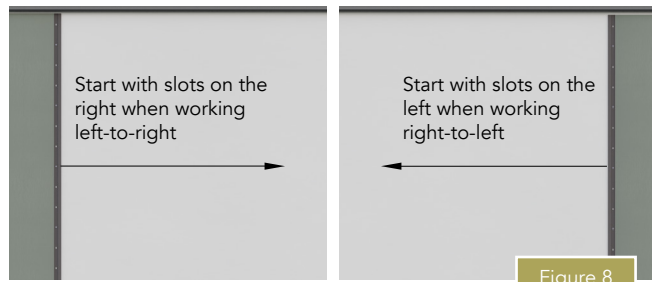 Start with slots on the
right when working
left-to-right
Start with slots on the
left when working
right-to-left
Figure 8